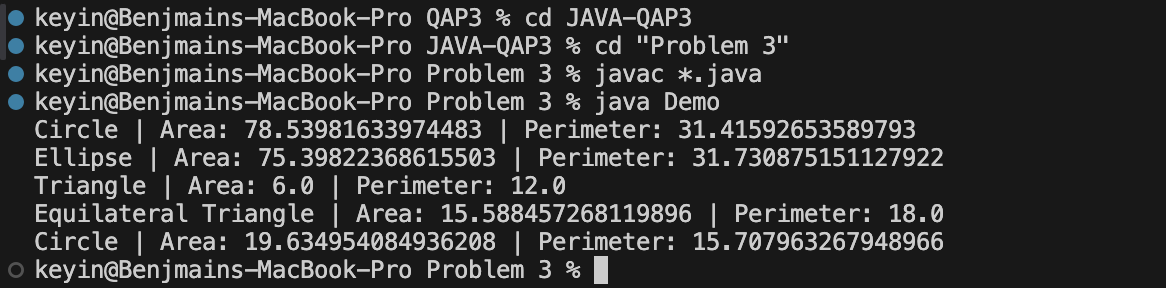 keyin@Benjmains-MacBook-Pro QAP3 % cd JAVA-QAP3
keyin@Benjmains-MacBook-Pro JAVA-QAP3 % cd "Problem 3"
keyin@Benjmains-MacBook-Pro Problem 3 % javac *.java
keyin@Benjmains-MacBook-Pro Problem 3 % java Demo
Circle | Area: 78.53981633974483 | Perimeter: 31.41592653589793
Ellipse | Area: 75.39822368615503 | Perimeter: 31.730875151127922
Triangle | Area: 6.0 | Perimeter: 12.0
Equilateral Triangle | Area: 15.588457268119896 | Perimeter: 18.0
Circle | Area: 19.634954084936208 | Perimeter: 15.707963267948966
keyin@Benjmains-MacBook-Pro Problem 3 %